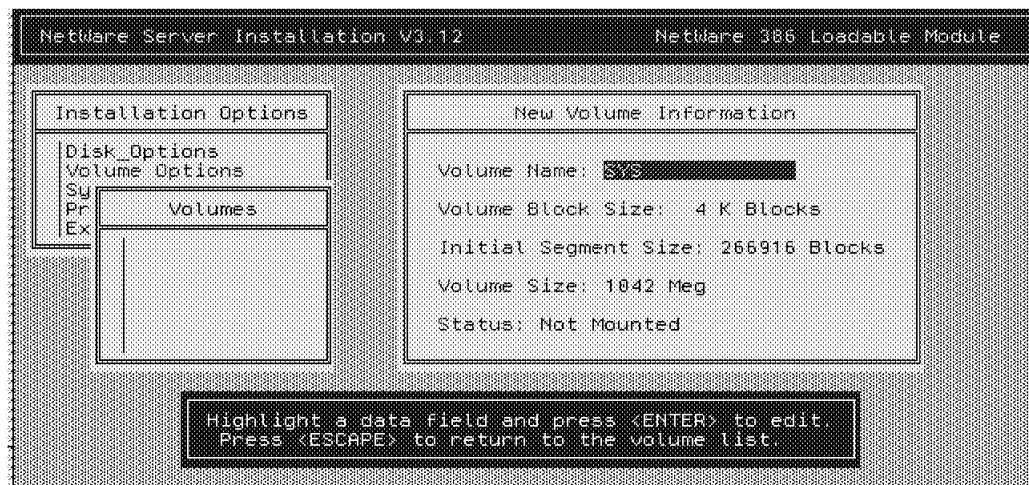 NetWare Server Installation V3.12 NetWare 386 Loadable Module
Installation Options
Disk_Options
Volume Options
Sy
Pr
Ex
Volumes
New Volume Information
Volume Name: SYS
Volume Block Size: 4 K Blocks
Initial Segment Size: 266916 Blocks
Volume Size: 1042 Meg
Status: Not Mounted
Highlight a data field and press <ENTER> to edit.
Press <ESCAPE> to return to the volume list.